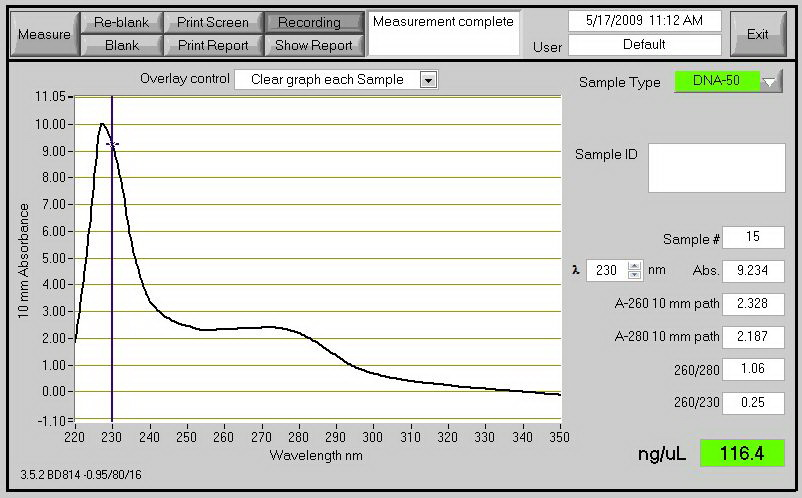 Measure
Re-blank
Print Screen
Recording
Measurement complete
5/17/2009 11:12 AM
Exit
Blank
Print Report
Show Report
User
Default
Overlay control
Clear graph each Sample
Sample Type
DNA-50
11.05
10.00
9.00
8.00
7.00
6.00
5.00
4.00
3.00
2.00
1.00
0.00
-1.10
10 mm Absorbance
220 230 240 250 260 270 280 290 300 310 320 330 340 350
Wavelength nm
Sample ID
Sample # 15
λ 230 nm Abs. 9.234
A-260 10 mm path 2.328
A-280 10 mm path 2.187
260/280 1.06
260/230 0.25
ng/uL 116.4
3.5.2 BD814 -0.95/80/16